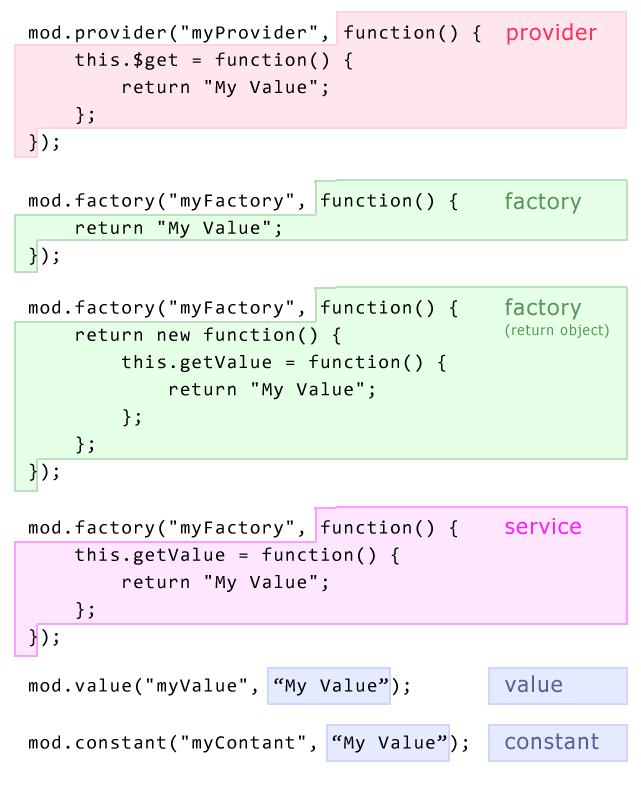 mod.provider("myProvider", function() { provider
    this.$get = function() {
        return "My Value";
    };
});
mod.factory("myFactory", function() { factory
    return "My Value";
});
mod.factory("myFactory", function() { factory
    return new function() { (return object)
        this.getValue = function() {
            return "My Value";
        };
    };
});
mod.factory("myFactory", function() { service
    this.getValue = function() {
        return "My Value";
    };
});
mod.value("myValue", “My Value”); value
mod.constant("myContant", “My Value”); constant